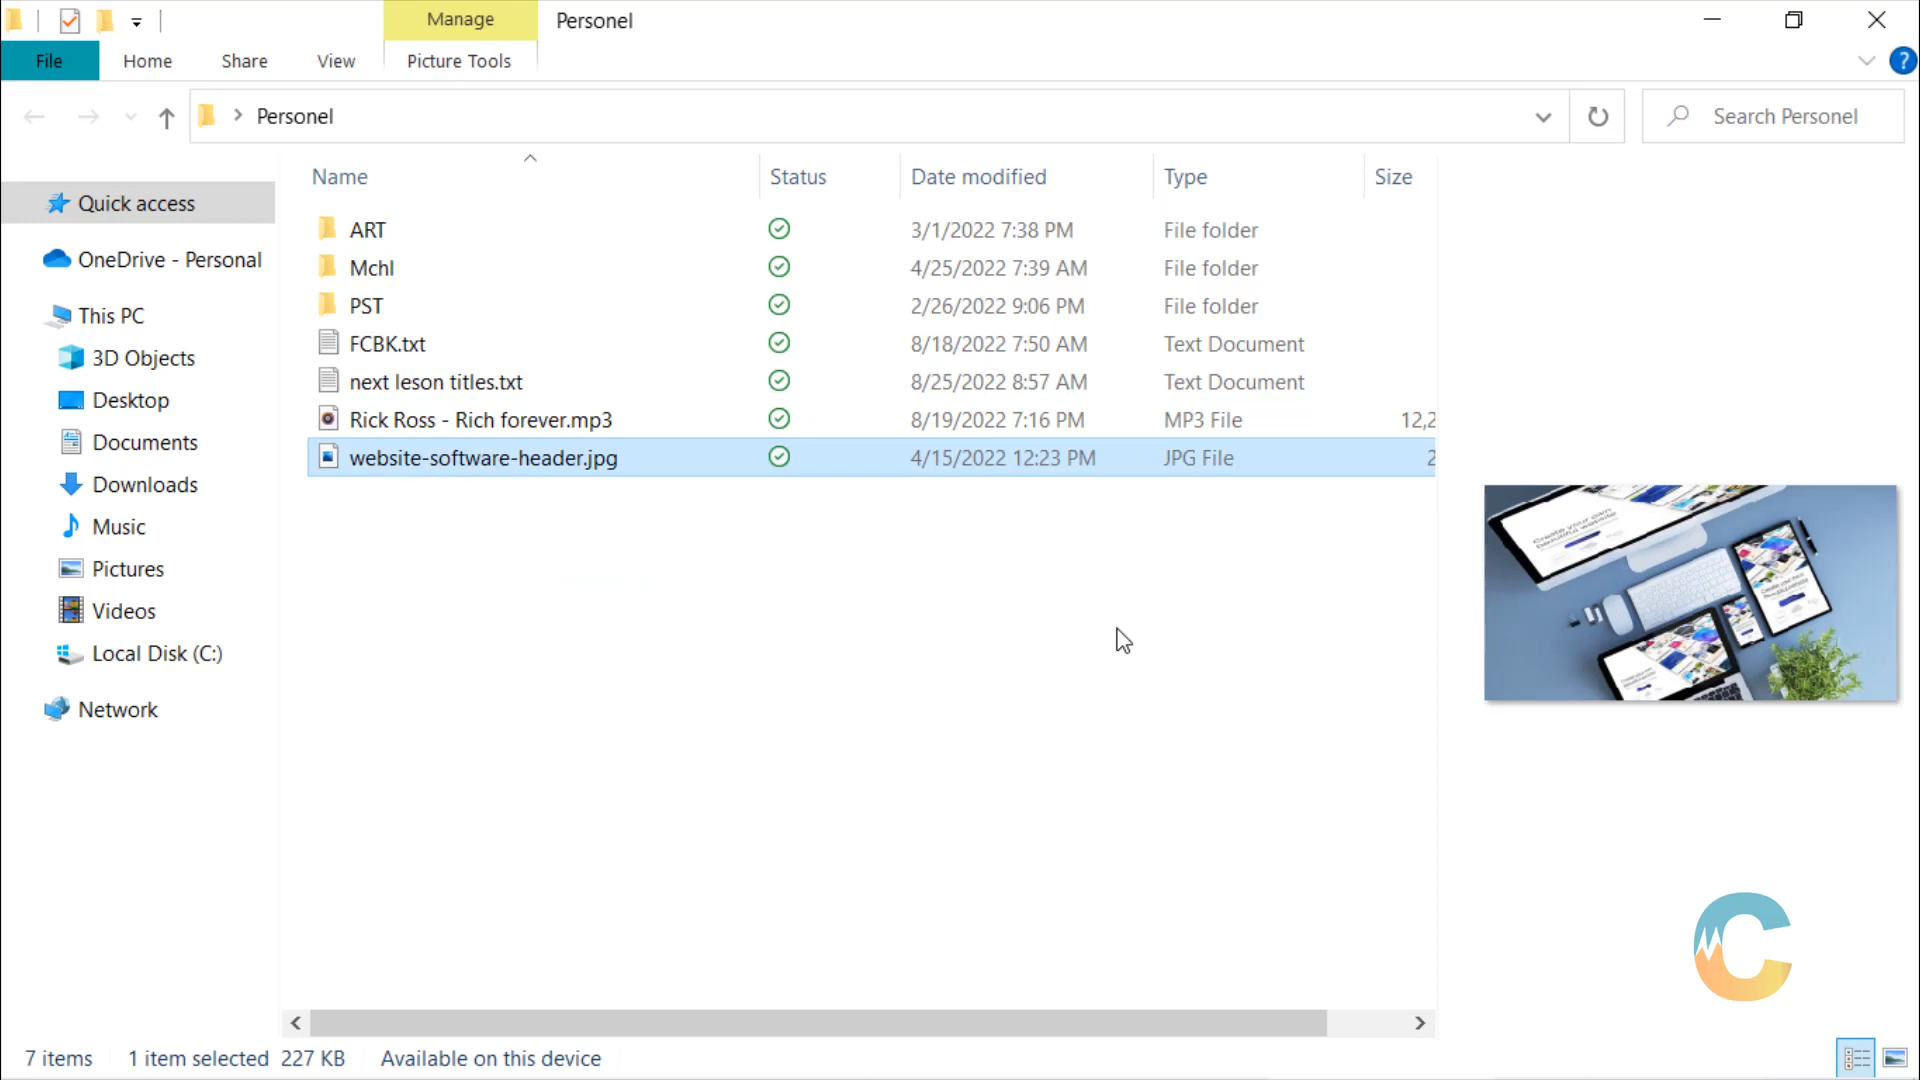 Manage
Personel
File
Home
Share
View
Picture Tools
?
Personel
Search Personel
Name
Status
Date modified
Type
Size
Quick access
OneDrive - Personal
This PC
3D Objects
Desktop
Documents
Downloads
Music
Pictures
Videos
Local Disk (C:)
Network
ART 3/1/2022 7:38 PM File folder
Mchl 4/25/2022 7:39 AM File folder
PST 2/26/2022 9:06 PM File folder
FCBK.txt 8/18/2022 7:50 AM Text Document
next leson titles.txt 8/25/2022 8:57 AM Text Document
Rick Ross - Rich forever.mp3 8/19/2022 7:16 PM MP3 File 12,2
website-software-header.jpg 4/15/2022 12:23 PM JPG File 2
Create your own
beautiful website
C
7 items 1 item selected 227 KB Available on this device